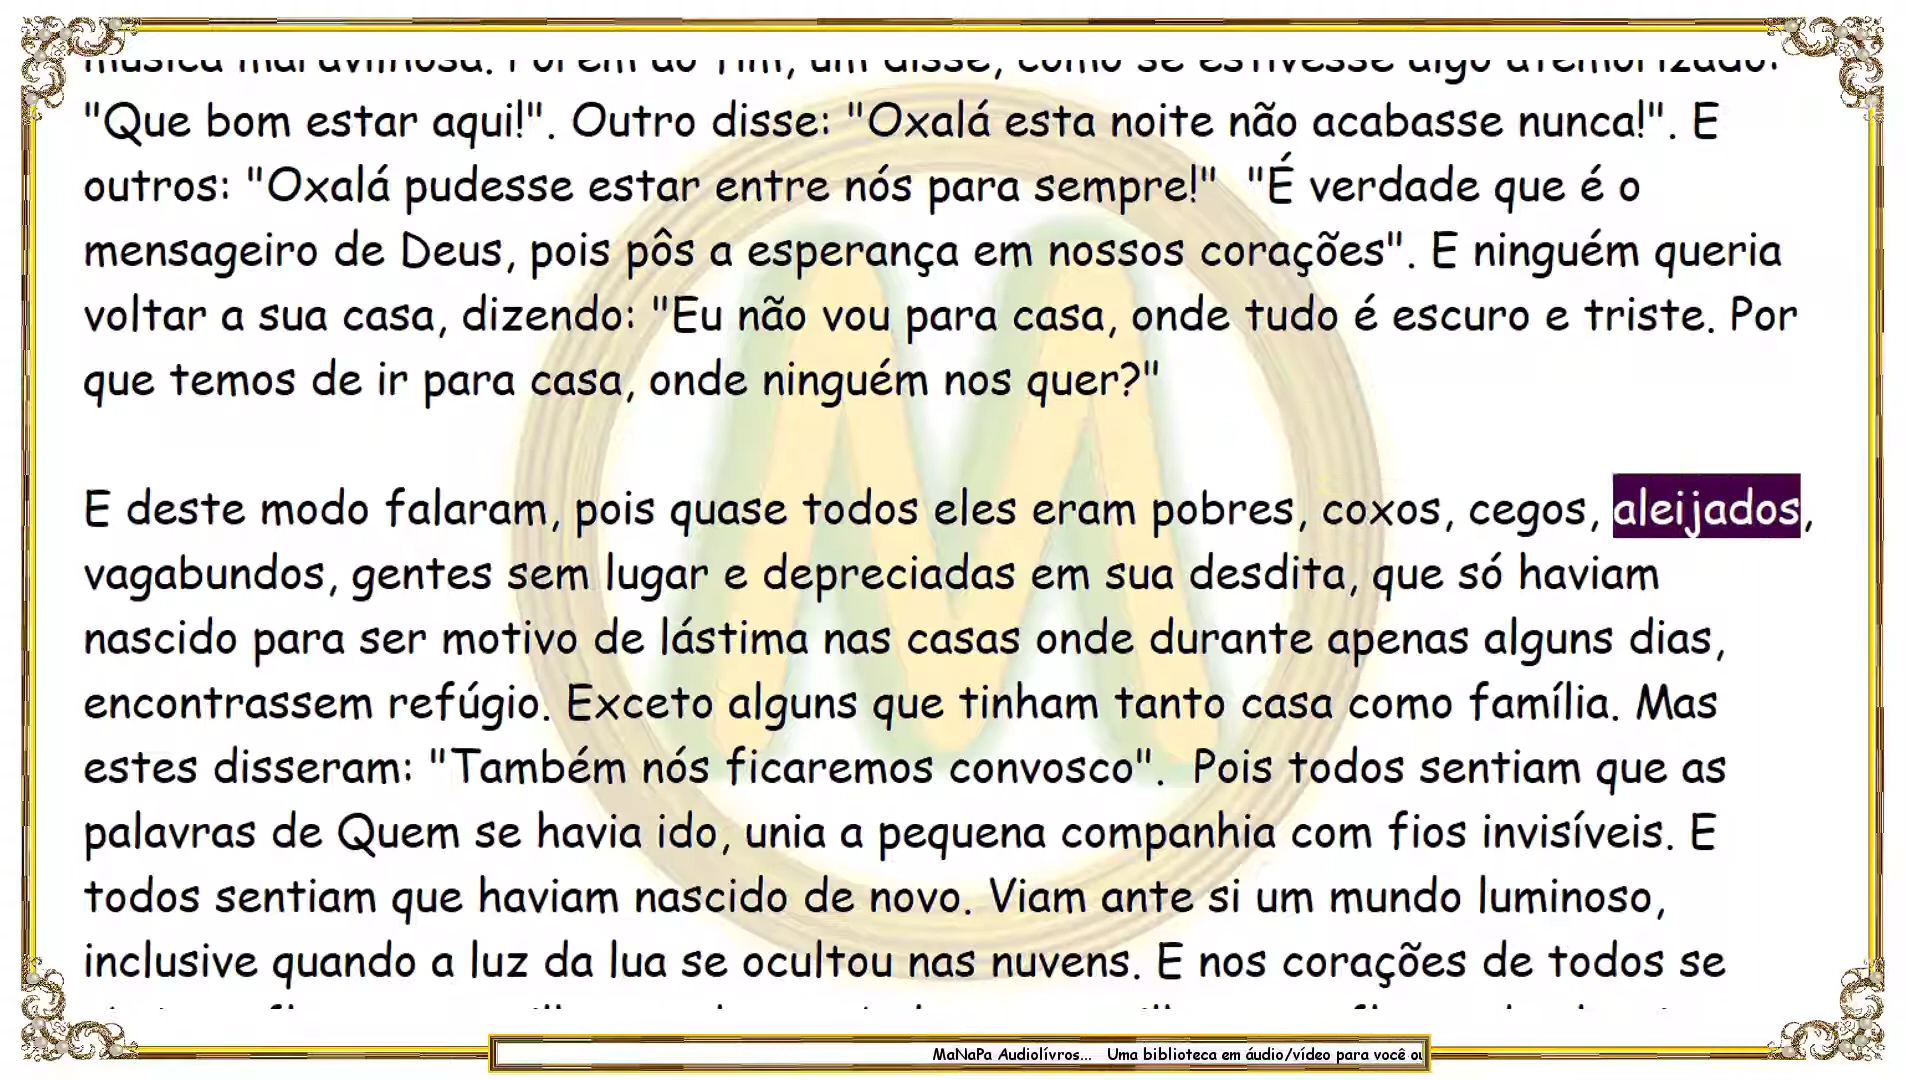 "Que bom estar aqui!". Outro disse: "Oxalá esta noite não acabasse nunca!". E
outros: "Oxalá pudesse estar entre nós para sempre!"  "É verdade que é o
mensageiro de Deus, pois pôs a esperança em nossos corações". E ninguém queria
voltar a sua casa, dizendo: "Eu não vou para casa, onde tudo é escuro e triste. Por
que temos de ir para casa, onde ninguém nos quer?"
E deste modo falaram, pois quase todos eles eram pobres, coxos, cegos, aleijados,
vagabundos, gentes sem lugar e depreciadas em sua desdita, que só haviam
nascido para ser motivo de lástima nas casas onde durante apenas alguns dias,
encontrassem refúgio. Exceto alguns que tinham tanto casa como família. Mas
estes disseram: "Também nós ficaremos convosco".  Pois todos sentiam que as
palavras de Quem se havia ido, unia a pequena companhia com fios invisíveis. E
todos sentiam que haviam nascido de novo. Viam ante si um mundo luminoso,
inclusive quando a luz da lua se ocultou nas nuvens. E nos corações de todos se
MaNaPa Audiolívros...   Uma biblioteca em áudio/vídeo para você